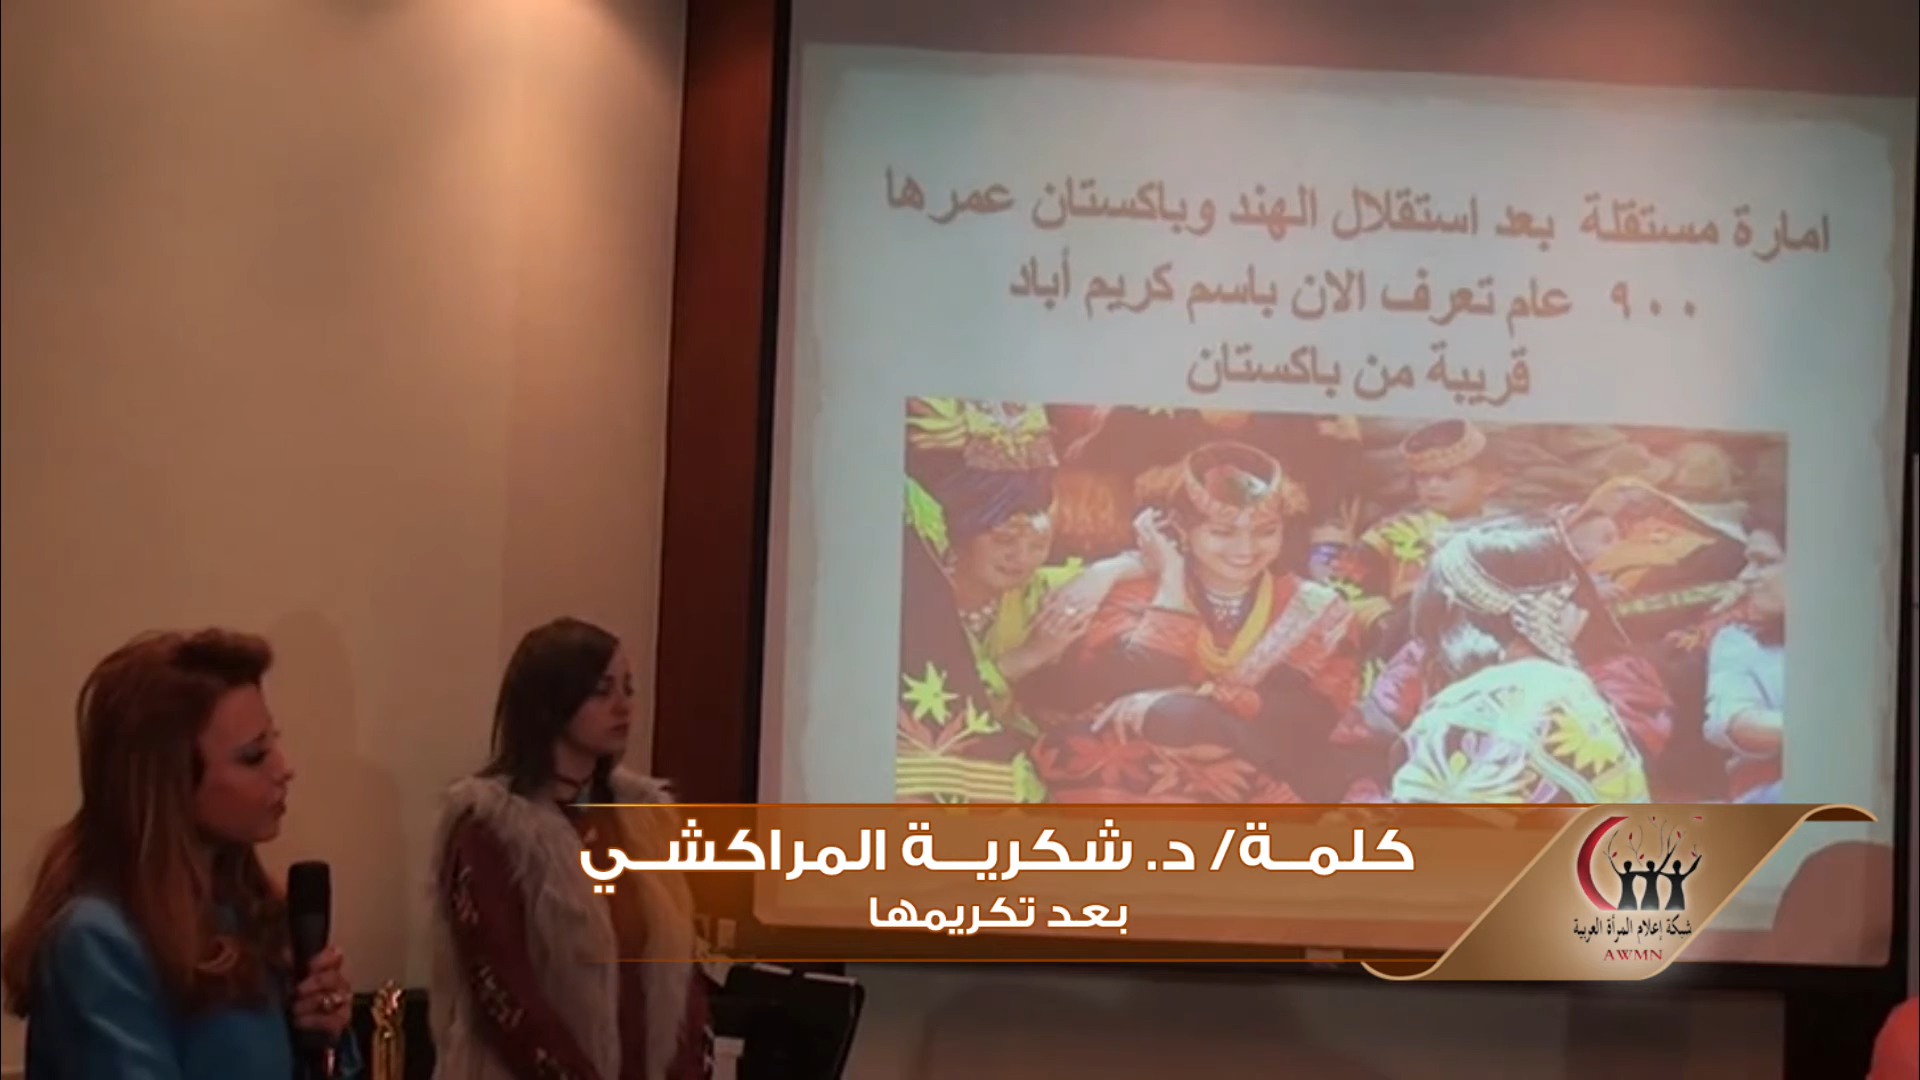 امارة مستقلة بعد استقلال الهند وباكستان عمرها
٩٠٠ عام تعرف الان باسم كريم أباد
قريبة من باكستان
كلمة/ د. شكرية المراكشي
بعد تكريمها
شبكة إعلام المرأة العربية
AWMN